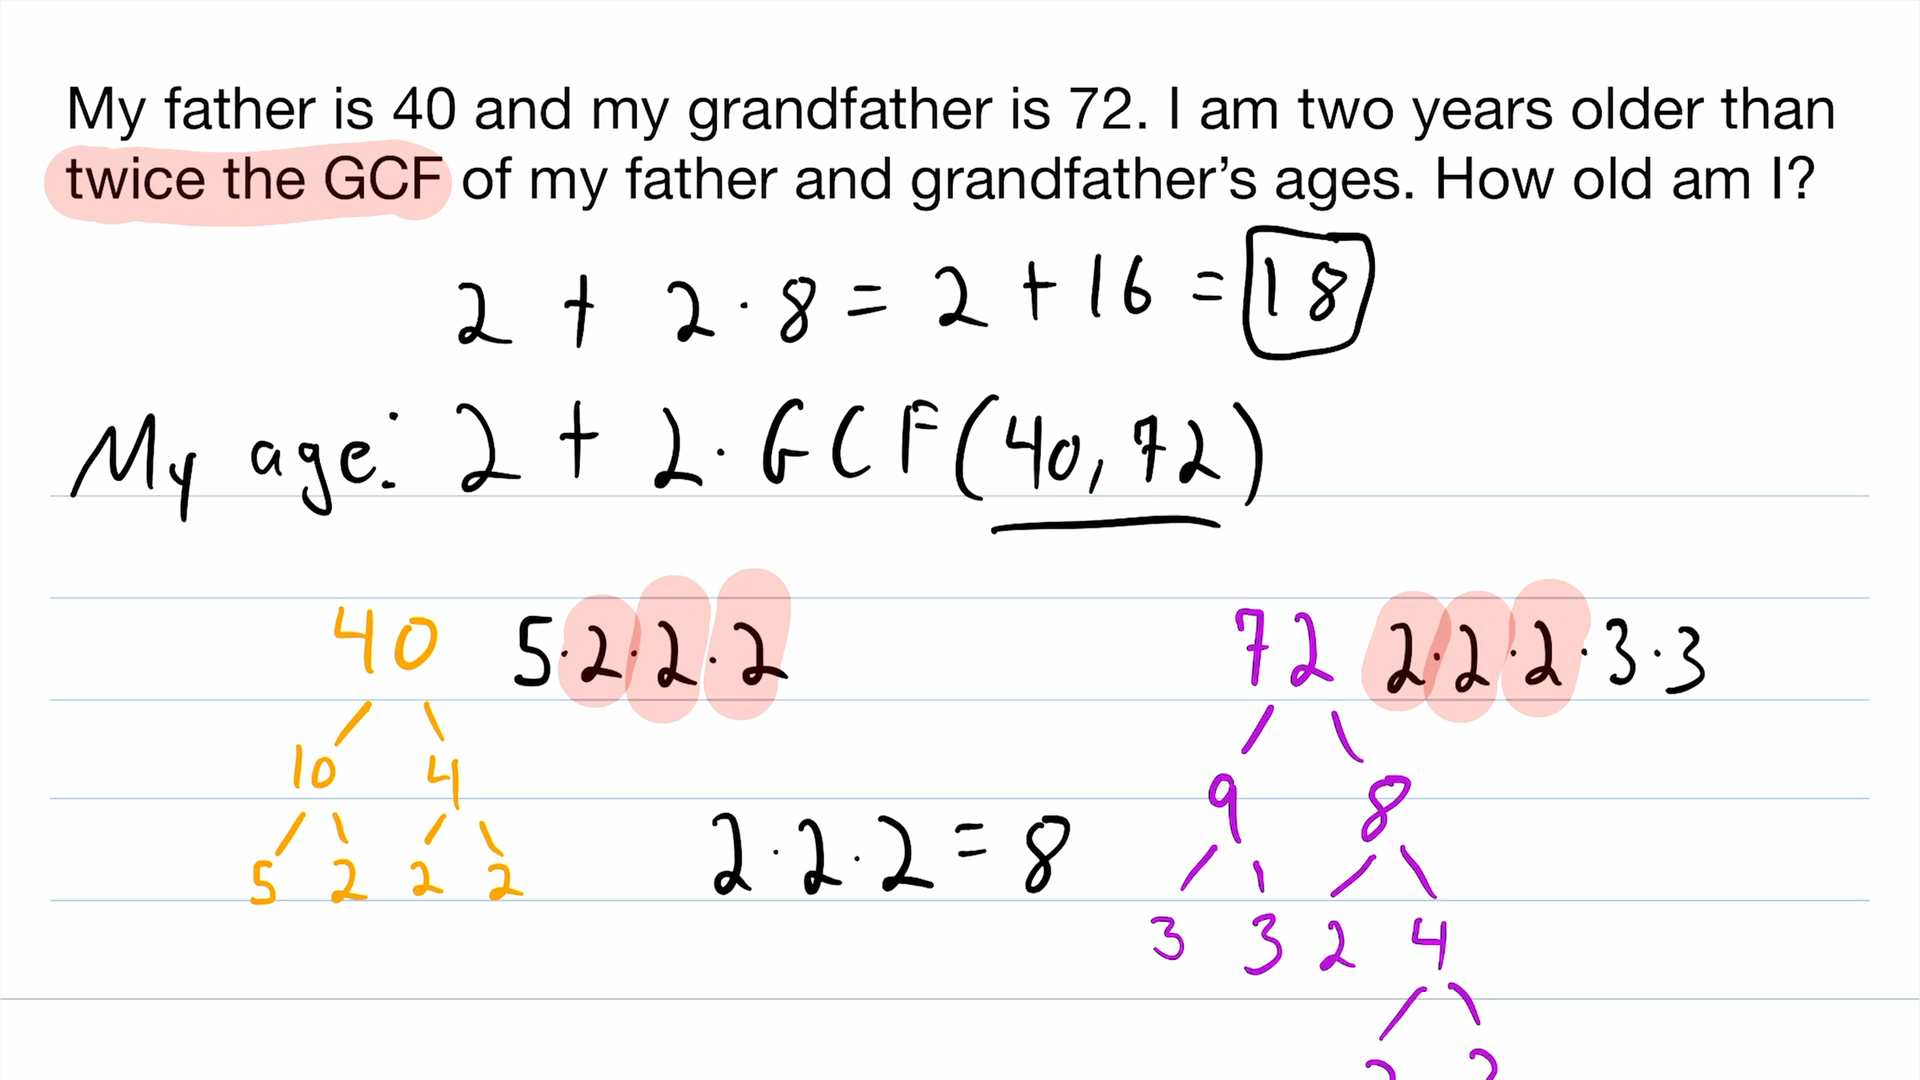 My father is 40 and my grandfather is 72. I am two years older than
twice the GCF of my father and grandfather’s ages. How old am I?
2 + 2 · 8 = 2 + 16 = 18
My age: 2 + 2 · GCF(40, 72)
40 5·2·2·2
72 2·2·2·3·3
10 4
9 8
5 2 2 2
2·2·2 = 8
3 3 2 4